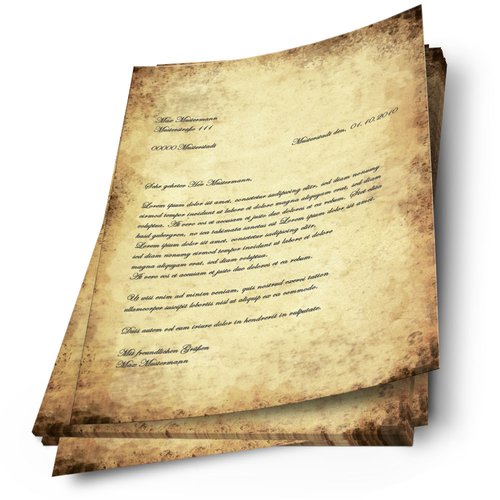 Max Mustermann
Musterstraße 111
00000 Musterstadt
Musterstadt den, 01.10.2010
Sehr geherter Herr Mustermann,
Lorem ipsum dolor sit amet, consetetur sadipscing elitr, sed diam nonumy
eirmod tempor invidunt ut labore et dolore magna aliquyam erat, sed diam
voluptua. At vero eos et accusam et justo duo dolores et ea rebum. Stet clita
kasd gubergren, no sea takimata sanctus est Lorem ipsum dolor sit amet.
Lorem ipsum dolor sit amet, consetetur sadipscing elitr, sed diam nonumy
eirmod tempor invidunt ut labore et dolore
magna aliquyam erat, sed diam voluptua.
At vero eos et accusam et justo duo dolores et ea rebum.
Ut wisi enim ad minim veniam, quis nostrud exerci tation
ullamcorper suscipit lobortis nisl ut aliquip ex ea commodo.
Duis autem vel eum iriure dolor in hendrerit in vulputate.
Mit freundlichen Grüßen
Max Mustermann